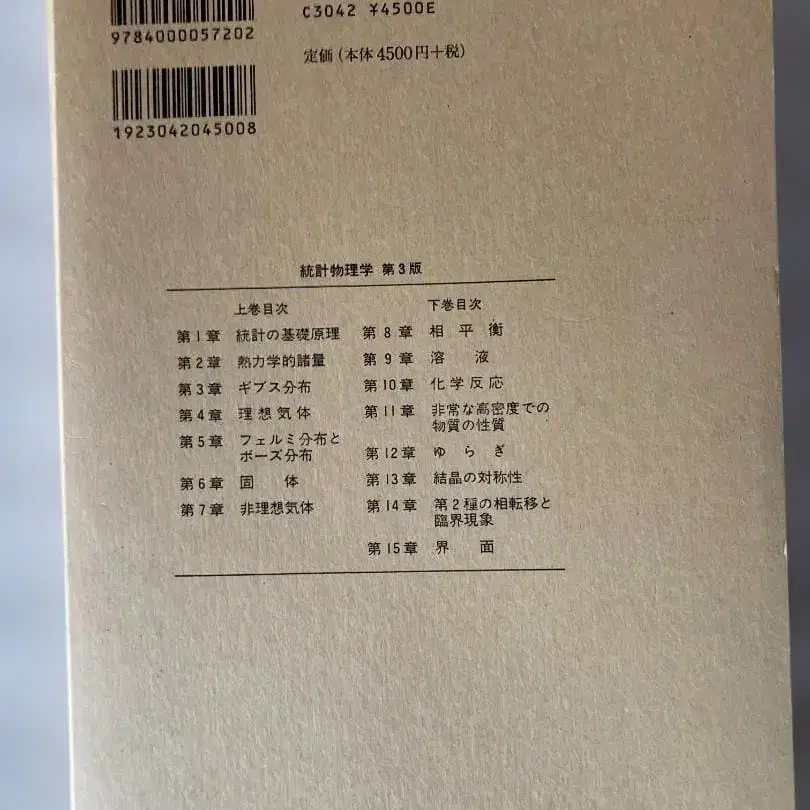 9784000057202
C3042 ¥4500E
定価(本体4500円+税)
1923042045008
統計物理学 第3版
上巻目次
第1章 統計の基礎原理
第2章 熱力学的諸量
第3章 ギブス分布
第4章 理想気体
第5章 フェルミ分布と
ボーズ分布
第6章 固体
第7章 非理想気体
下巻目次
第8章 相平衡
第9章 溶液
第10章 化学反応
第11章 非常な高密度での
物質の性質
第12章 ゆらぎ
第13章 結晶の対称性
第14章 第2種の相転移と
臨界現象
第15章 界面